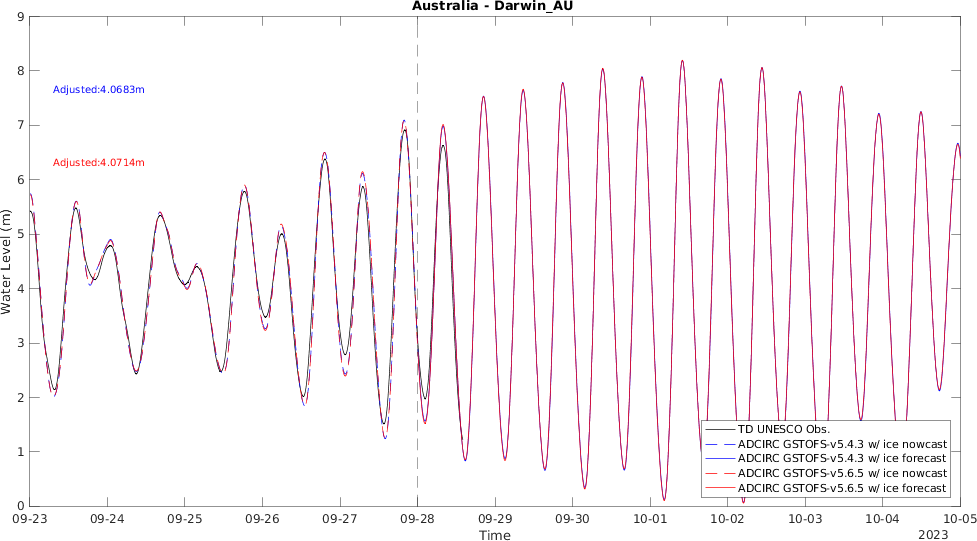 Australia - Darwin_AU
9
8
7
6
5
4
3
2
1
0
Water Level (m)
Adjusted:4.0683m
Adjusted:4.0714m
TD UNESCO Obs.
ADCIRC GSTOFS-v5.4.3 w/ ice nowcast
ADCIRC GSTOFS-v5.4.3 w/ ice forecast
ADCIRC GSTOFS-v5.6.5 w/ ice nowcast
ADCIRC GSTOFS-v5.6.5 w/ ice forecast
09-23 09-24 09-25 09-26 09-27 09-28 09-29 09-30 10-01 10-02 10-03 10-04 10-05
Time
2023